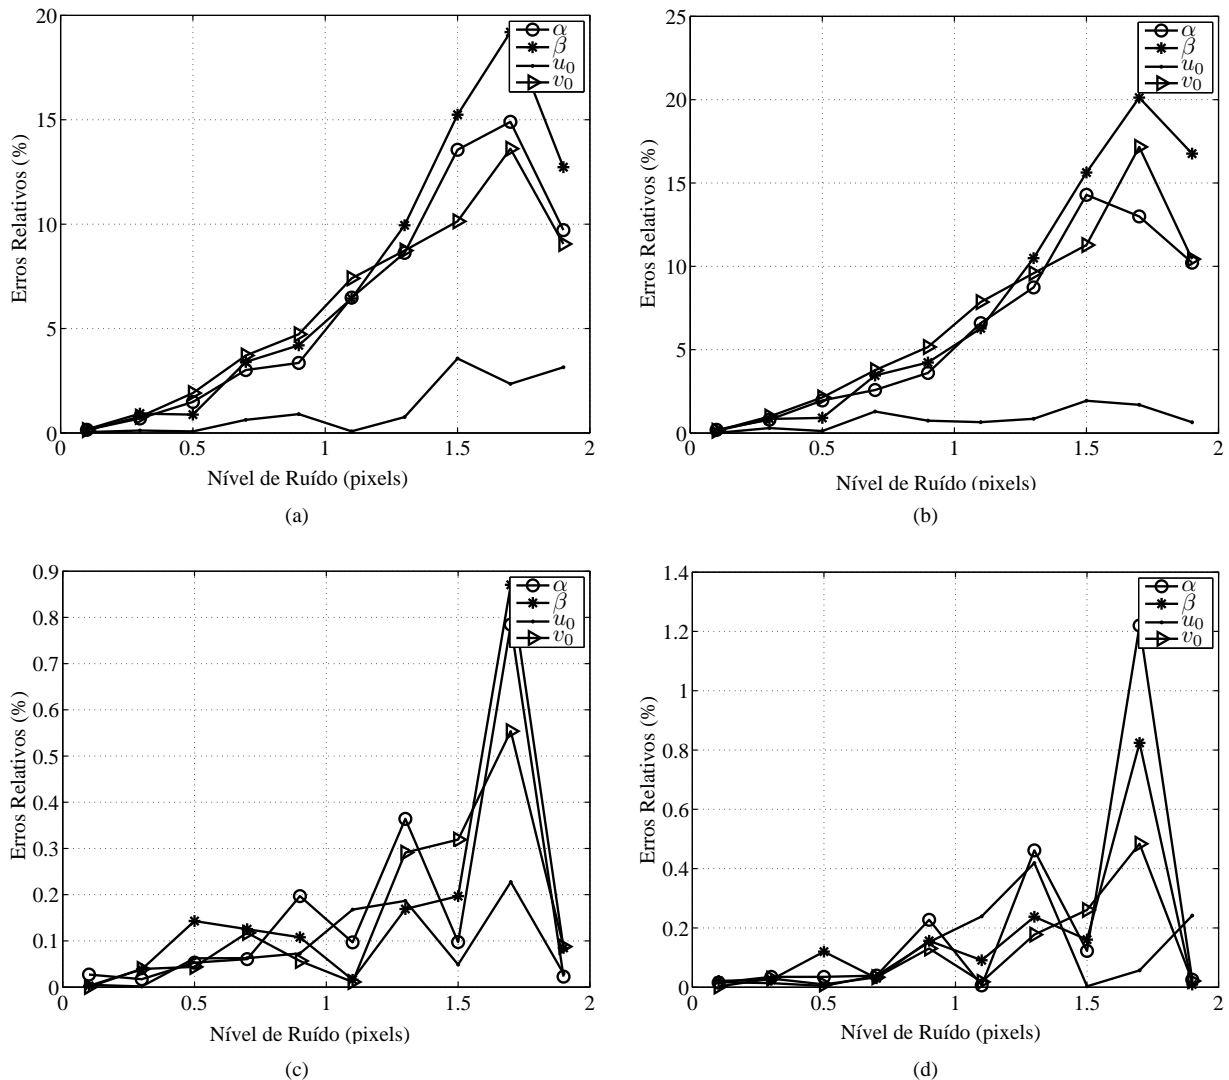 20
15
10
5
0
0
0.5
1
1.5
2
Erros Relativos (%)
Nível de Ruído (pixels)
α
β
u₀
v₀
(a)
25
20
15
10
5
0
0
0.5
1
1.5
2
Erros Relativos (%)
Nível de Ruído (pixels)
α
β
u₀
v₀
(b)
0.9
0.8
0.7
0.6
0.5
0.4
0.3
0.2
0.1
0
0
0.5
1
1.5
2
Erros Relativos (%)
Nível de Ruído (pixels)
α
β
u₀
v₀
(c)
1.4
1.2
1
0.8
0.6
0.4
0.2
0
0
0.5
1
1.5
2
Erros Relativos (%)
Nível de Ruído (pixels)
α
β
u₀
v₀
(d)